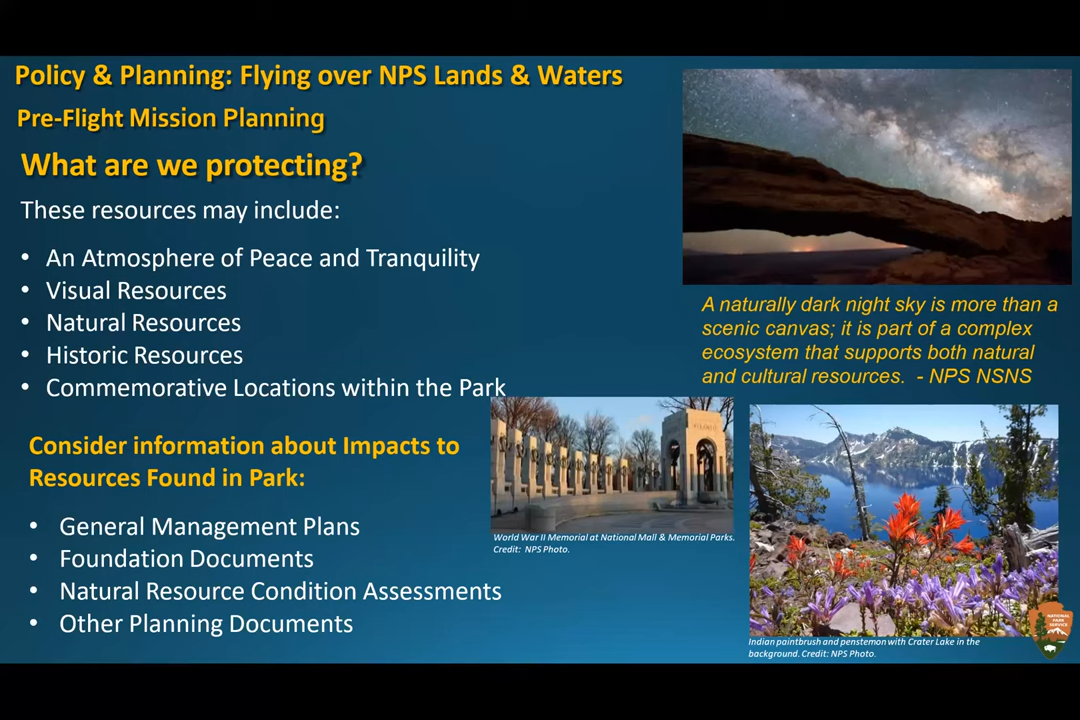 Policy & Planning: Flying over NPS Lands & Waters
Pre-Flight Mission Planning
What are we protecting?
These resources may include:
• An Atmosphere of Peace and Tranquility
• Visual Resources
• Natural Resources
• Historic Resources
• Commemorative Locations within the Park
Consider information about Impacts to
Resources Found in Park:
• General Management Plans
• Foundation Documents
• Natural Resource Condition Assessments
• Other Planning Documents
A naturally dark night sky is more than a
scenic canvas; it is part of a complex
ecosystem that supports both natural
and cultural resources. - NPS NSNS
World War II Memorial at National Mall & Memorial Parks.
Credit: NPS Photo.
Indian paintbrush and penstemon with Crater Lake in the
background. Credit: NPS Photo.
NATIONAL
PARK
SERVICE